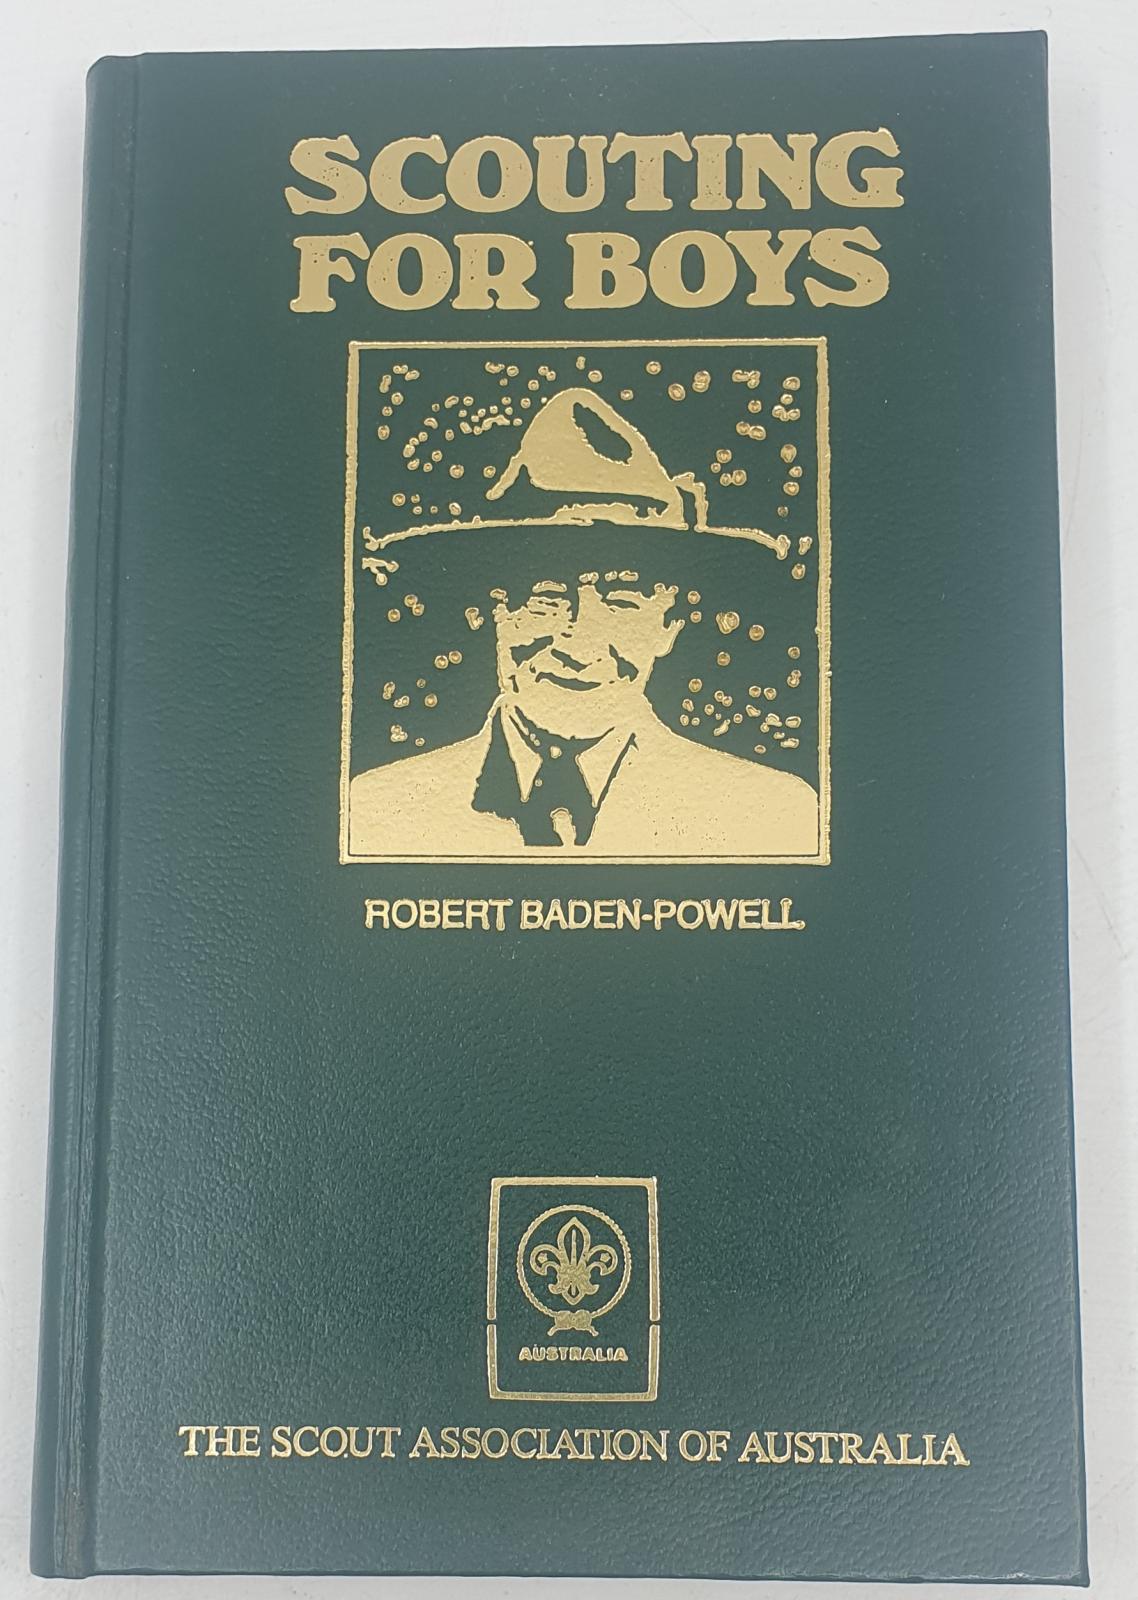 SCOUTING
FOR BOYS
ROBERT BADEN-POWELL
AUSTRALIA
THE SCOUT ASSOCIATION OF AUSTRALIA